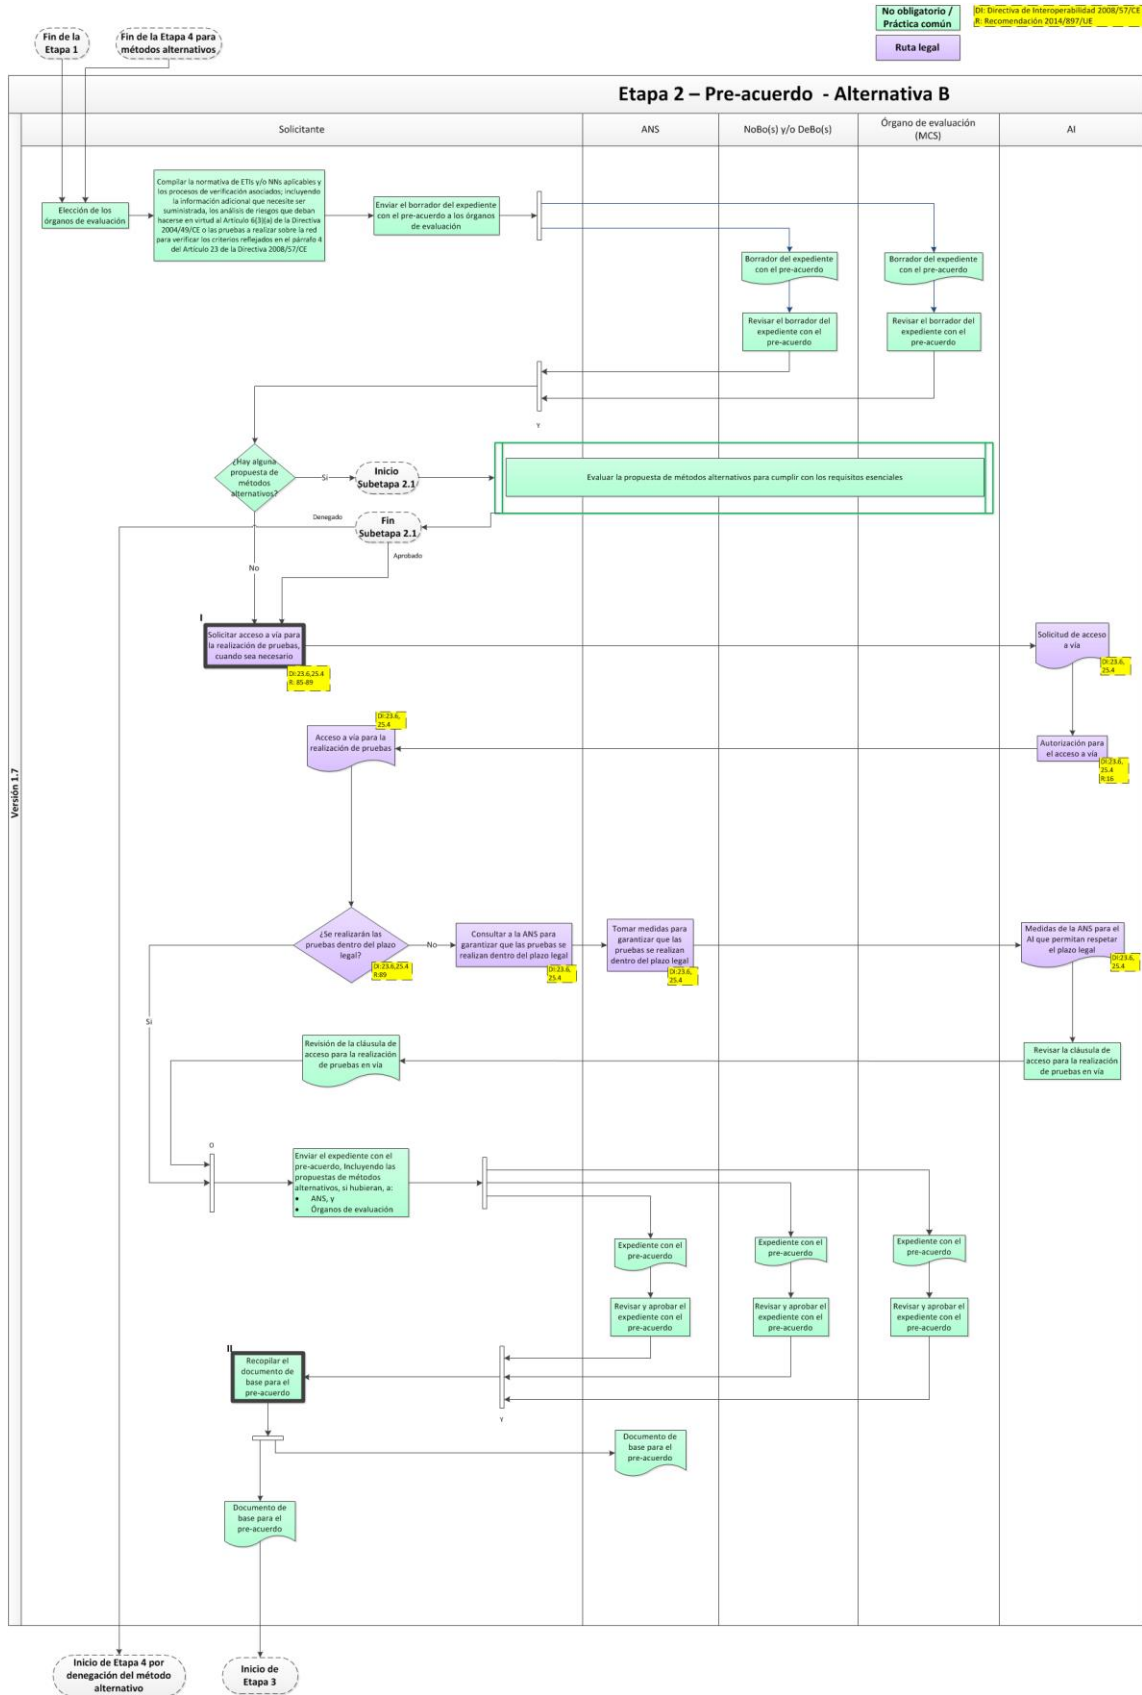 No obligatorio /
Práctica común
DI: Directiva de Interoperabilidad 2008/57/CE
R: Recomendación 2014/897/UE
Ruta legal
Fin de la
Etapa 1
Fin de la Etapa 4 para
métodos alternativos
Etapa 2 – Pre-acuerdo - Alternativa B
Versión 1.7
Solicitante
ANS
NoBo(s) y/o DeBo(s)
Órgano de evaluación
(MCS)
AI
Elección de los
órganos de evaluación
Compilar la normativa de ETIs y/o NNs aplicables y
los procesos de verificación asociados; incluyendo
la información adicional que necesite ser
suministrada, los análisis de riesgos que deban
hacerse en virtud al Artículo 6(3)(a) de la Directiva
2004/49/CE o las pruebas a realizar sobre la red
para verificar los criterios reflejados en el párrafo 4
del Artículo 23 de la Directiva 2008/57/CE
Enviar el borrador del expediente
con el pre-acuerdo a los órganos
de evaluación
Borrador del expediente
con el pre-acuerdo
Borrador del expediente
con el pre-acuerdo
Revisar el borrador del
expediente con el
pre-acuerdo
Revisar el borrador del
expediente con el
pre-acuerdo
Y
¿Hay alguna
propuesta de
métodos
alternativos?
Sí
Inicio
Subetapa 2.1
Evaluar la propuesta de métodos alternativos para cumplir con los requisitos esenciales
Denegado
Fin
Subetapa 2.1
Aprobado
No
I
Solicitar acceso a vía para
la realización de pruebas,
cuando sea necesario
DI:23.6,25.4
R: 85-89
Solicitud de acceso
a vía
DI:23.6,
25.4
DI:23.6,
25.4
Acceso a vía para la
realización de pruebas
Autorización para
el acceso a vía
DI:23.6,
25.4
R:16
¿Se realizarán las
pruebas dentro del plazo
legal?
DI:23.6,25.4
R:89
No
Consultar a la ANS para
garantizar que las pruebas se
realizan dentro del plazo legal
DI:23.6,
25.4
Tomar medidas para
garantizar que las
pruebas se realizan
dentro del plazo legal
DI:23.6,
25.4
Medidas de la ANS para el
AI que permitan respetar
el plazo legal
DI:23.6,
25.4
Si
Revisión de la cláusula de
acceso para la realización
de pruebas en vía
Revisar la cláusula de
acceso para la realización
de pruebas en vía
O
Enviar el expediente con el
pre-acuerdo, Incluyendo las
propuestas de métodos
alternativos, si hubieran, a:
• ANS, y
• Órganos de evaluación
Expediente con el
pre-acuerdo
Expediente con el
pre-acuerdo
Expediente con el
pre-acuerdo
Revisar y aprobar el
expediente con el
pre-acuerdo
Revisar y aprobar el
expediente con el
pre-acuerdo
Revisar y aprobar el
expediente con el
pre-acuerdo
II
Recopilar el
documento de
base para el
pre-acuerdo
Y
Documento de
base para el
pre-acuerdo
Documento de
base para el
pre-acuerdo
Inicio de Etapa 4 por
denegación del método
alternativo
Inicio de
Etapa 3